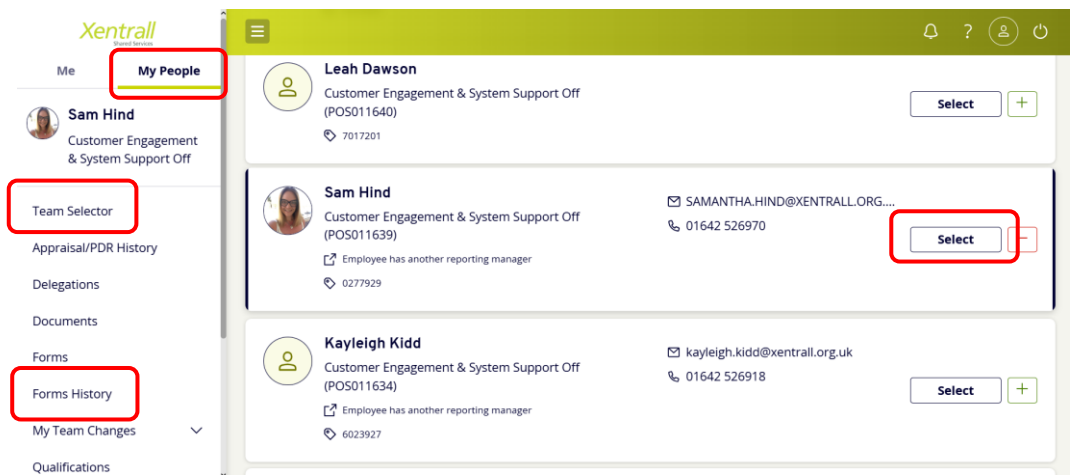 Xentrall
Shared Services
Me
My People
Sam Hind
Customer Engagement
& System Support Off
Team Selector
Appraisal/PDR History
Delegations
Documents
Forms
Forms History
My Team Changes
Qualifications
?
Leah Dawson
Customer Engagement & System Support Off
(POS011640)
7017201
Select
+
Sam Hind
Customer Engagement & System Support Off
(POS011639)
Employee has another reporting manager
0277929
SAMANTHA.HIND@XENTRALL.ORG....
01642 526970
Select
−
Kayleigh Kidd
Customer Engagement & System Support Off
(POS011634)
Employee has another reporting manager
6023927
kayleigh.kidd@xentrall.org.uk
01642 526918
Select
+